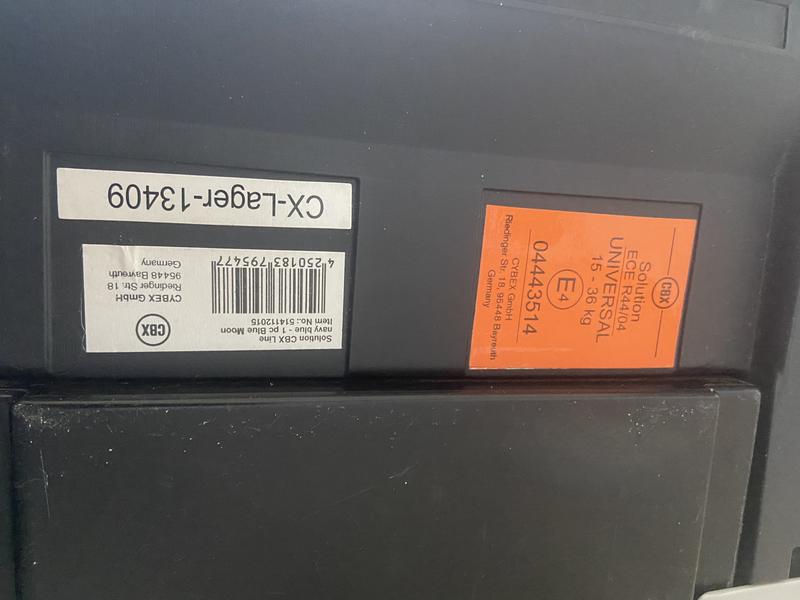 CX-Lager-13409
Solution CBX Line
navy blue - 1 pc Blue Moon
Item No.: 514112015
4 250183 795477
CBX
CYBEX GmbH
Riedinger Str. 18
95448 Bayreuth
Germany
CBX
Solution
ECE R44/04
UNIVERSAL
15 - 36 kg
E4
04443514
CYBEX GmbH
Riedinger Str. 18, 95448 Bayreuth
Germany